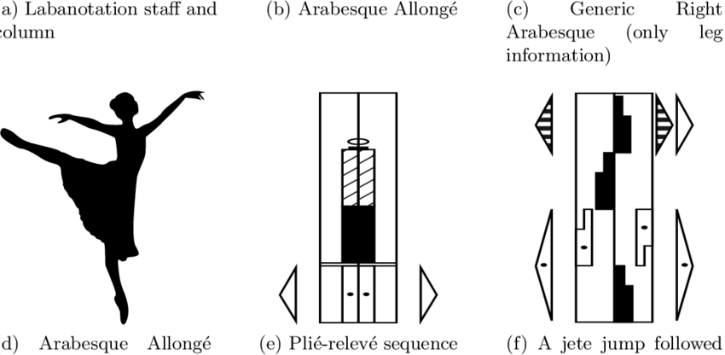 a) Labanotation staff and
column
(b) Arabesque Allongé
(c) Generic Right
Arabesque (only leg
information)
d) Arabesque Allongé
(e) Plié-relevé sequence
(f) A jete jump followed